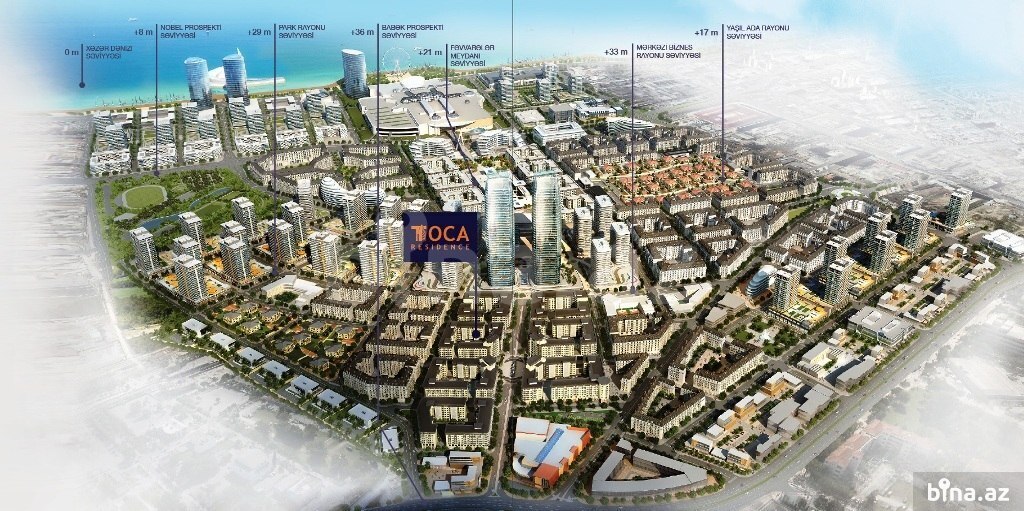 0 m
XƏZƏR DƏNİZİ
SƏVİYYƏSİ
+8 m
NOBEL PROSPEKTİ
SƏVİYYƏSİ
+29 m
PARK RAYONU
SƏVİYYƏSİ
+36 m
BABƏK PROSPEKTİ
SƏVİYYƏSİ
+21 m
FƏVVARƏLƏR
MEYDANI
SƏVİYYƏSİ
+33 m
MƏRKƏZİ BİZNES
RAYONU SƏVİYYƏSİ
+17 m
YAŞIL ADA RAYONU
SƏVİYYƏSİ
TOCA
RESIDENCE
bina.az